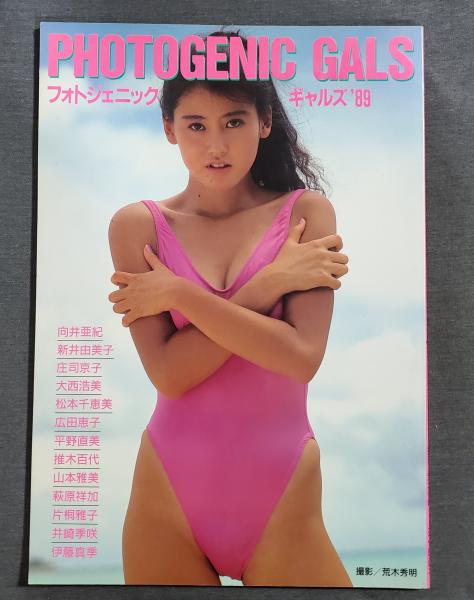 PHOTOGENIC GALS
フォトジェニック ギャルズ '89
向井亜紀
新井由美子
庄司京子
大西浩美
松本千恵美
広田恵子
平野直美
推木百代
山本雅美
萩原祥加
片桐雅子
井崎季咲
伊藤真季
撮影／荒木秀明